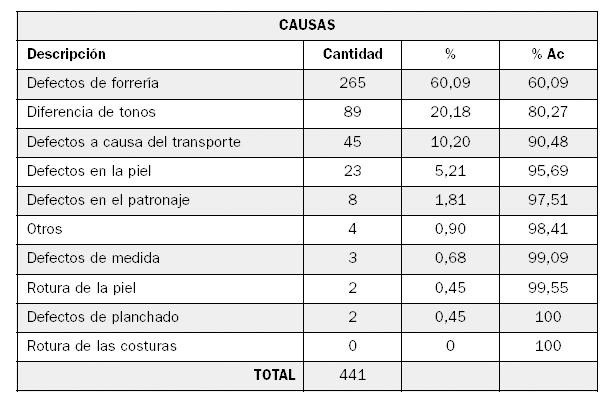 CAUSAS
Descripción Cantidad % % Ac
Defectos de forrería 265 60,09 60,09
Diferencia de tonos 89 20,18 80,27
Defectos a causa del transporte 45 10,20 90,48
Defectos en la piel 23 5,21 95,69
Defectos en el patronaje 8 1,81 97,51
Otros 4 0,90 98,41
Defectos de medida 3 0,68 99,09
Rotura de la piel 2 0,45 99,55
Defectos de planchado 2 0,45 100
Rotura de las costuras 0 0 100
TOTAL 441